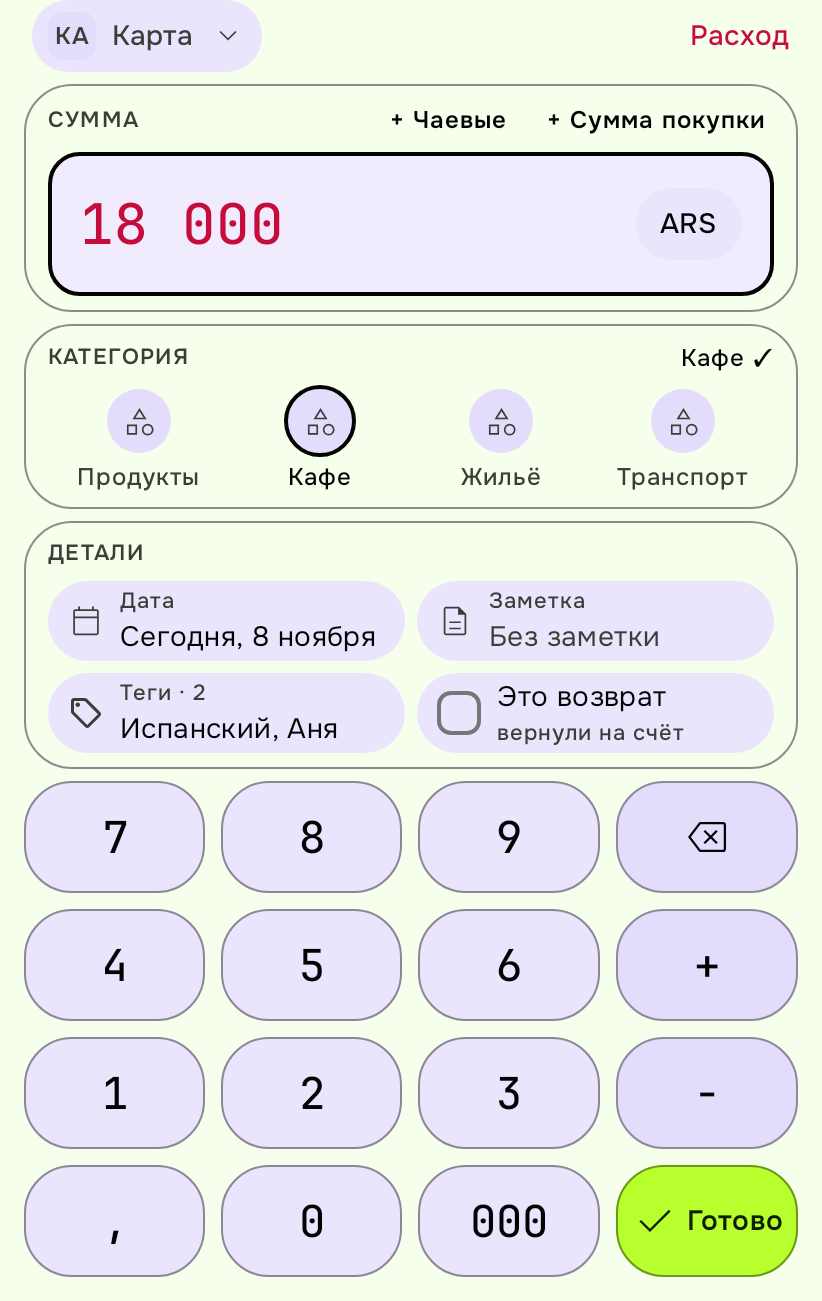 КА Карта Расход
СУММА + Чаевые + Сумма покупки
18 000 ARS
КАТЕГОРИЯ Кафе ✓
Продукты Кафе Жильё Транспорт
ДЕТАЛИ
Дата
Сегодня, 8 ноября
Заметка
Без заметки
Теги · 2
Испанский, Аня
Это возврат
вернули на счёт
7 8 9
4 5 6 +
1 2 3 -
, 0 000 Готово